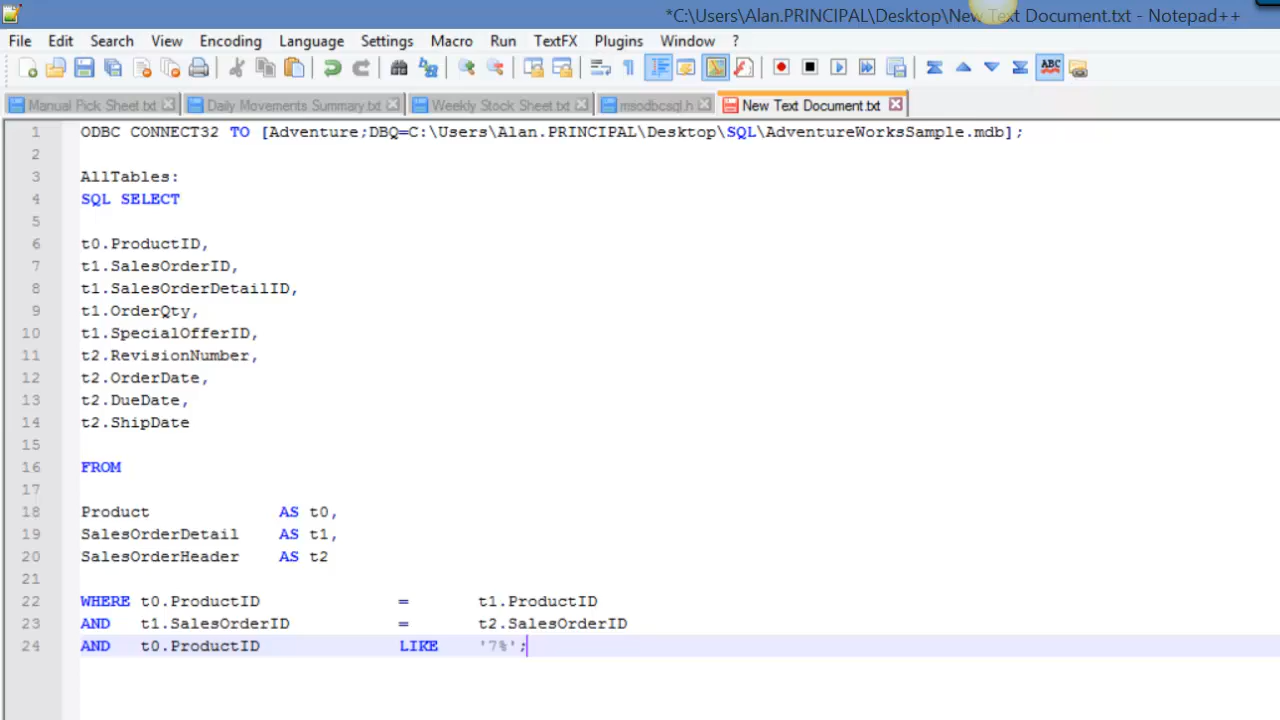 *C:\Users\Alan.PRINCIPAL\Desktop\New Text Document.txt - Notepad++
File Edit Search View Encoding Language Settings Macro Run TextFX Plugins Window ?
ABC
Manual Pick Sheet.txt Daily Movements Summary.txt Weekly Stock Sheet.txt msodbcsql.h New Text Document.txt
1 ODBC CONNECT32 TO [Adventure;DBQ=C:\Users\Alan.PRINCIPAL\Desktop\SQL\AdventureWorksSample.mdb];
2
3 AllTables:
4 SQL SELECT
5
6 t0.ProductID,
7 t1.SalesOrderID,
8 t1.SalesOrderDetailID,
9 t1.OrderQty,
10 t1.SpecialOfferID,
11 t2.RevisionNumber,
12 t2.OrderDate,
13 t2.DueDate,
14 t2.ShipDate
15
16 FROM
17
18 Product AS t0,
19 SalesOrderDetail AS t1,
20 SalesOrderHeader AS t2
21
22 WHERE t0.ProductID = t1.ProductID
23 AND t1.SalesOrderID = t2.SalesOrderID
24 AND t0.ProductID LIKE '7%';